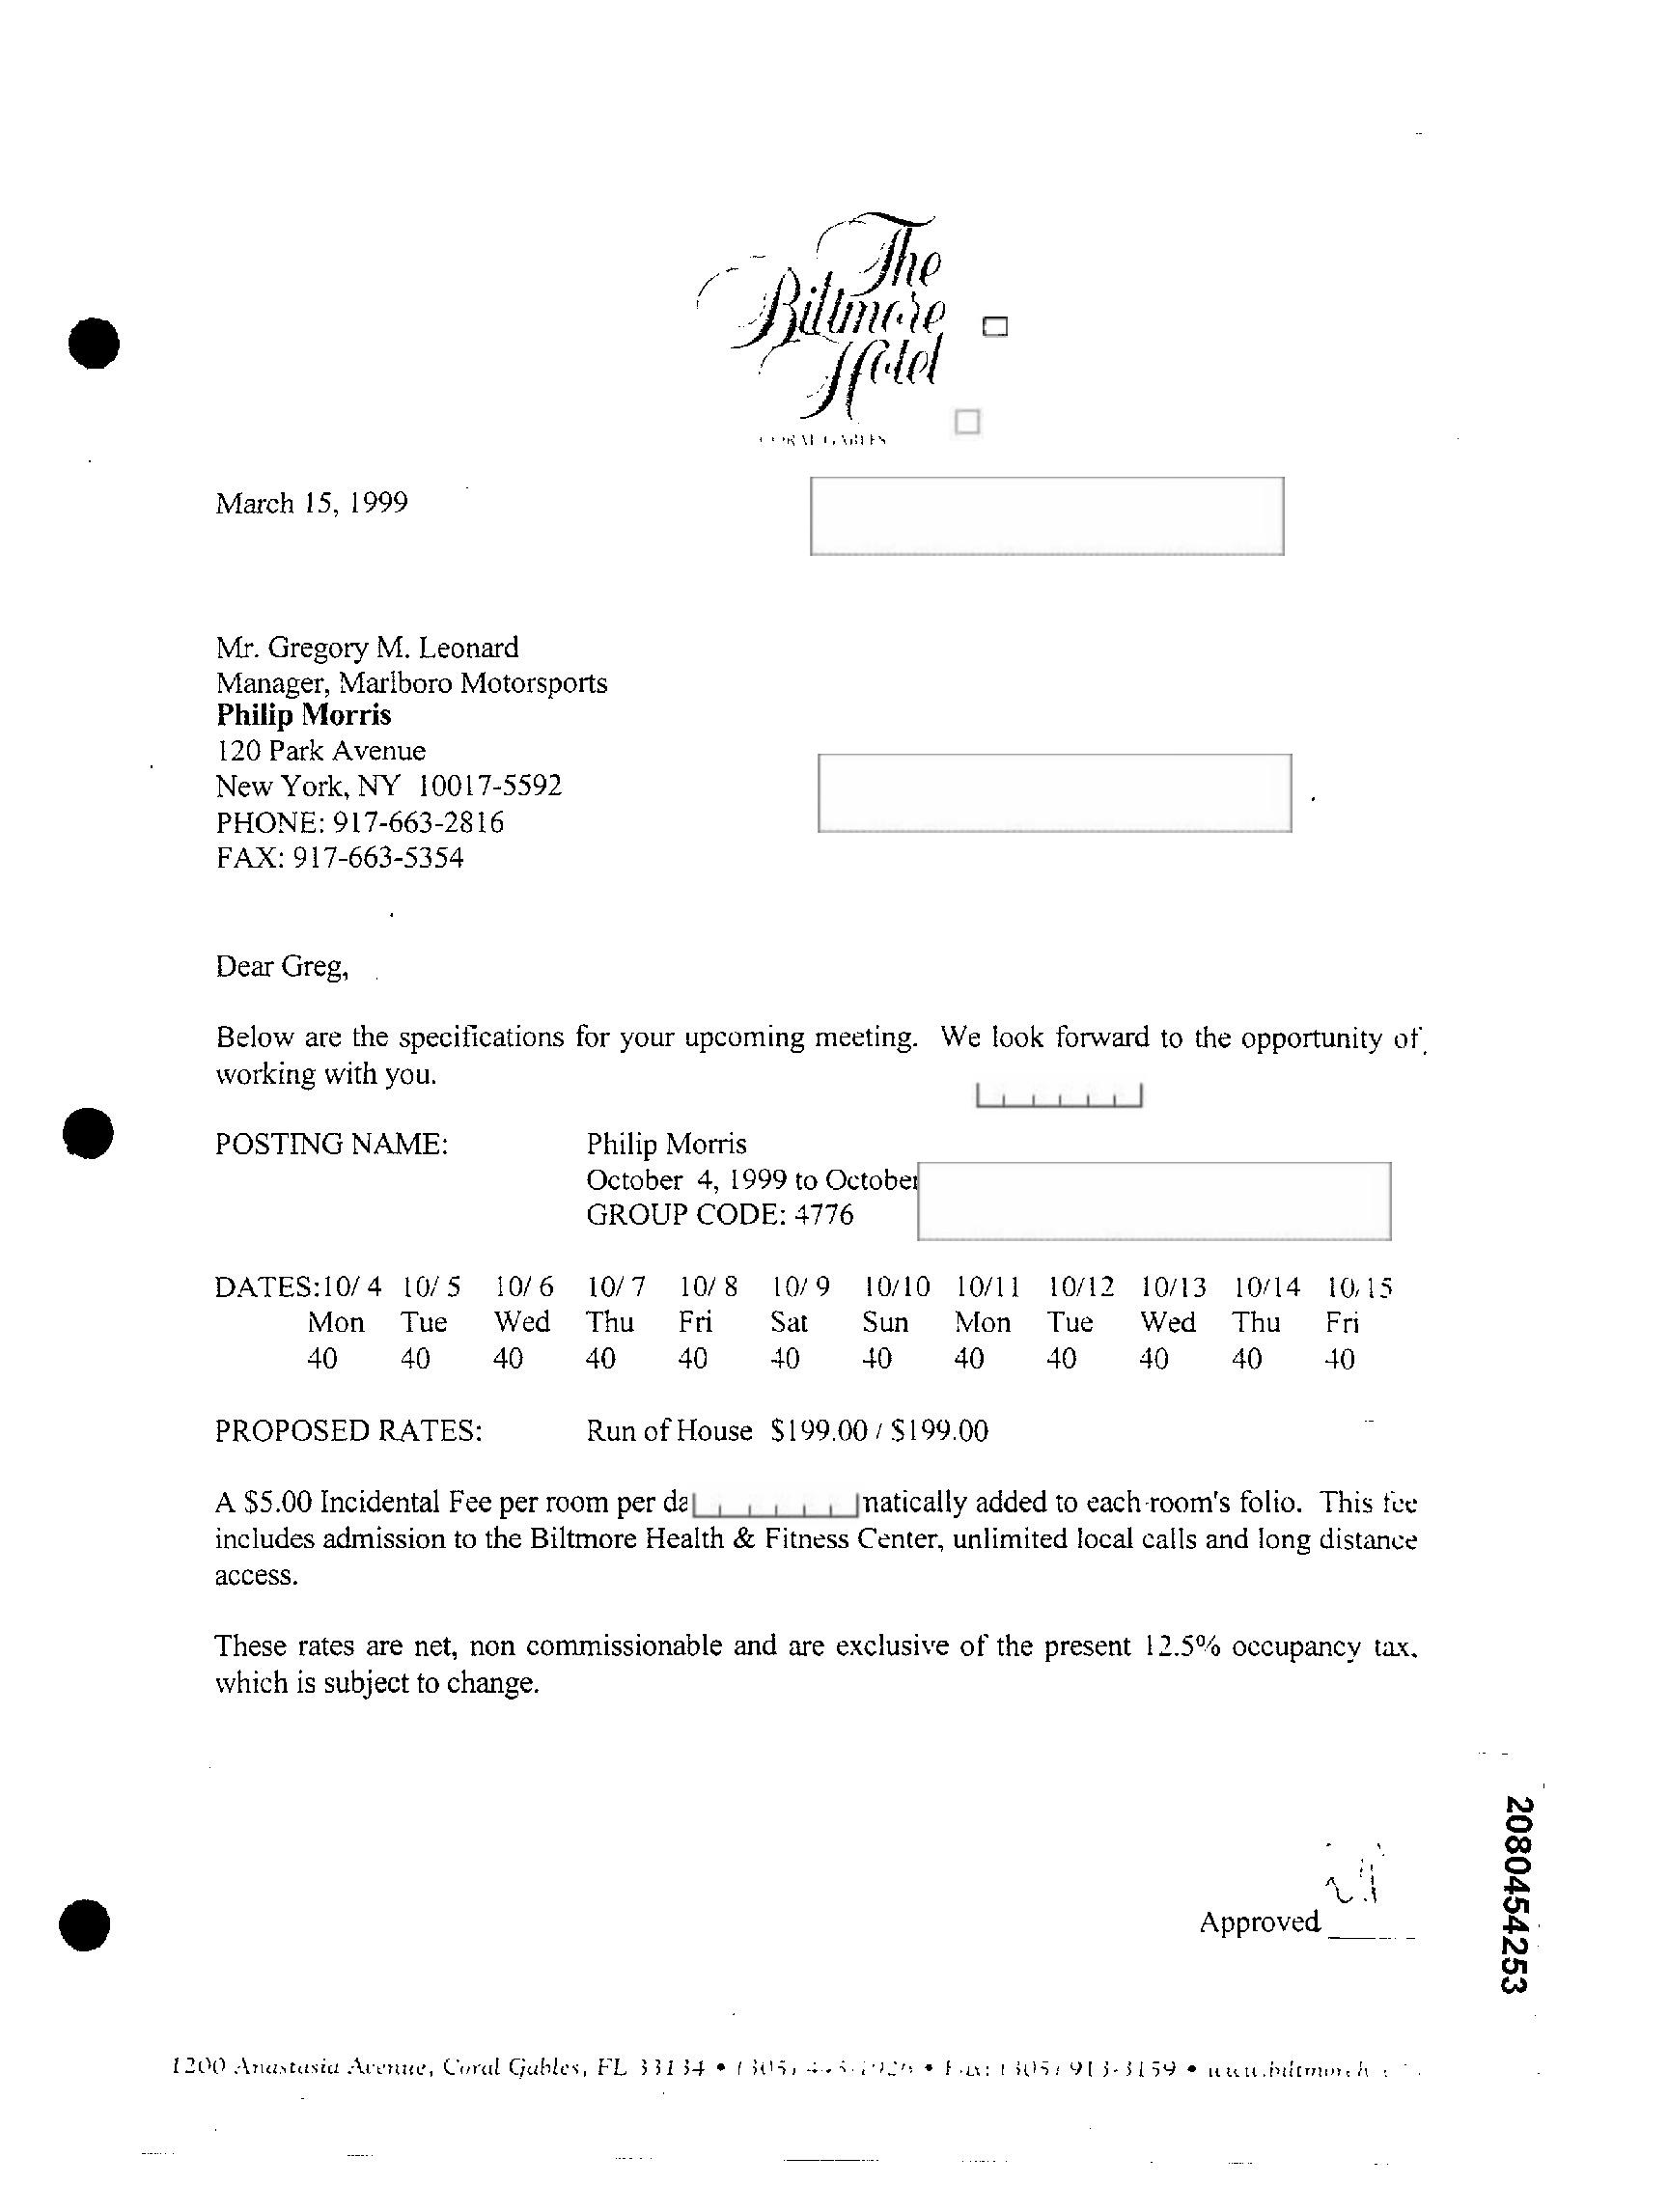 The
Biltmore
Hotel
CORAL GABLES
March 15, 1999
Mr. Gregory M. Leonard
Manager, Marlboro Motorsports
Philip Morris
120 Park Avenue
New York, NY 10017-5592
PHONE: 917-663-2816
FAX: 917-663-5354
Dear Greg,
Below are the specifications for your upcoming meeting. We look forward to the opportunity of
working with you.
POSTING NAME: Philip Morris
October 4, 1999 to October
GROUP CODE: 4776
DATES:10/ 4 10/ 5 10/ 6 10/ 7 10/ 8 10/ 9 10/10 10/11 10/12 10/13 10/14 10/15
Mon Tue Wed Thu Fri Sat Sun Mon Tue Wed Thu Fri
40 40 40 40 40 40 40 40 40 40 40 40
PROPOSED RATES: Run of House $199.00 / $199.00
A $5.00 Incidental Fee per room per da natically added to each room's folio. This fee
includes admission to the Biltmore Health & Fitness Center, unlimited local calls and long distance
access.
These rates are net, non commissionable and are exclusive of the present 12.5% occupancy tax,
which is subject to change.
Approved
2080454253
1200 Anastasia Avenue, Coral Gables, FL 33134 • (305) • Fax: (305) 913-3159 •